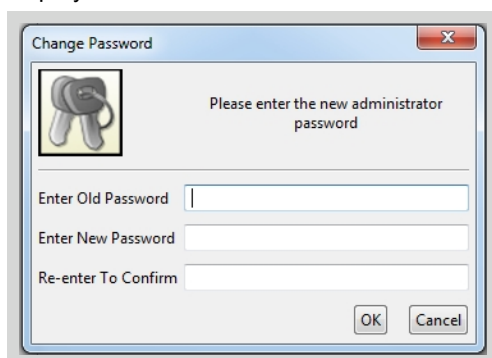 Change Password
Please enter the new administrator
password
Enter Old Password
Enter New Password
Re-enter To Confirm
OK Cancel